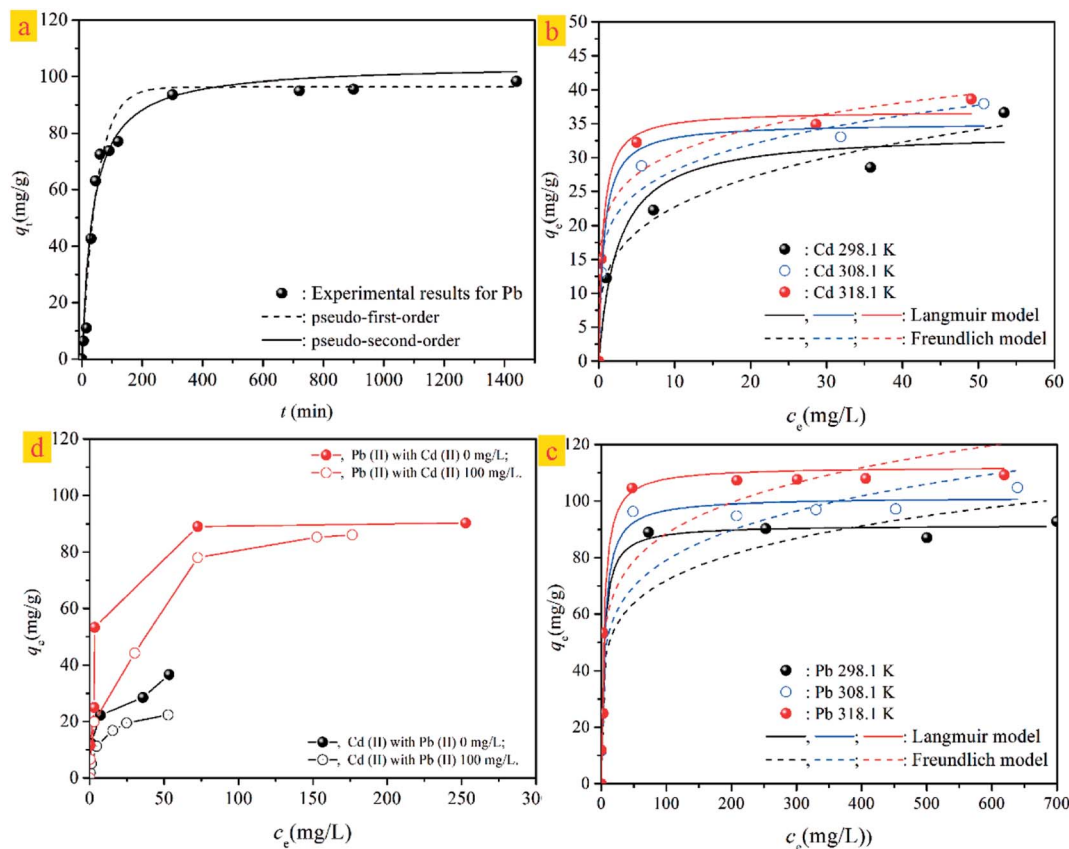 a
120
100
80
60
40
20
0
qt(mg/g)
: Experimental results for Pb
: pseudo-first-order
: pseudo-second-order
0 200 400 600 800 1000 1200 1400
t (min)
b
50
45
40
35
30
25
20
15
10
5
0
qe(mg/g)
: Cd 298.1 K
: Cd 308.1 K
: Cd 318.1 K
, ; ; : Langmuir model
, ; ; : Freundlich model
0 10 20 30 40 50 60
ce(mg/L)
d
120
100
80
60
40
20
0
qe(mg/g)
, Pb (II) with Cd (II) 0 mg/L;
, Pb (II) with Cd (II) 100 mg/L.
, Cd (II) with Pb (II) 0 mg/L;
, Cd (II) with Pb (II) 100 mg/L.
0 50 100 150 200 250 30
ce(mg/L)
c
120
100
80
60
40
20
0
qe(mg/g)
: Pb 298.1 K
: Pb 308.1 K
: Pb 318.1 K
, ; ; : Langmuir model
, ; ; : Freundlich model
0 100 200 300 400 500 600 700
ce(mg/L))